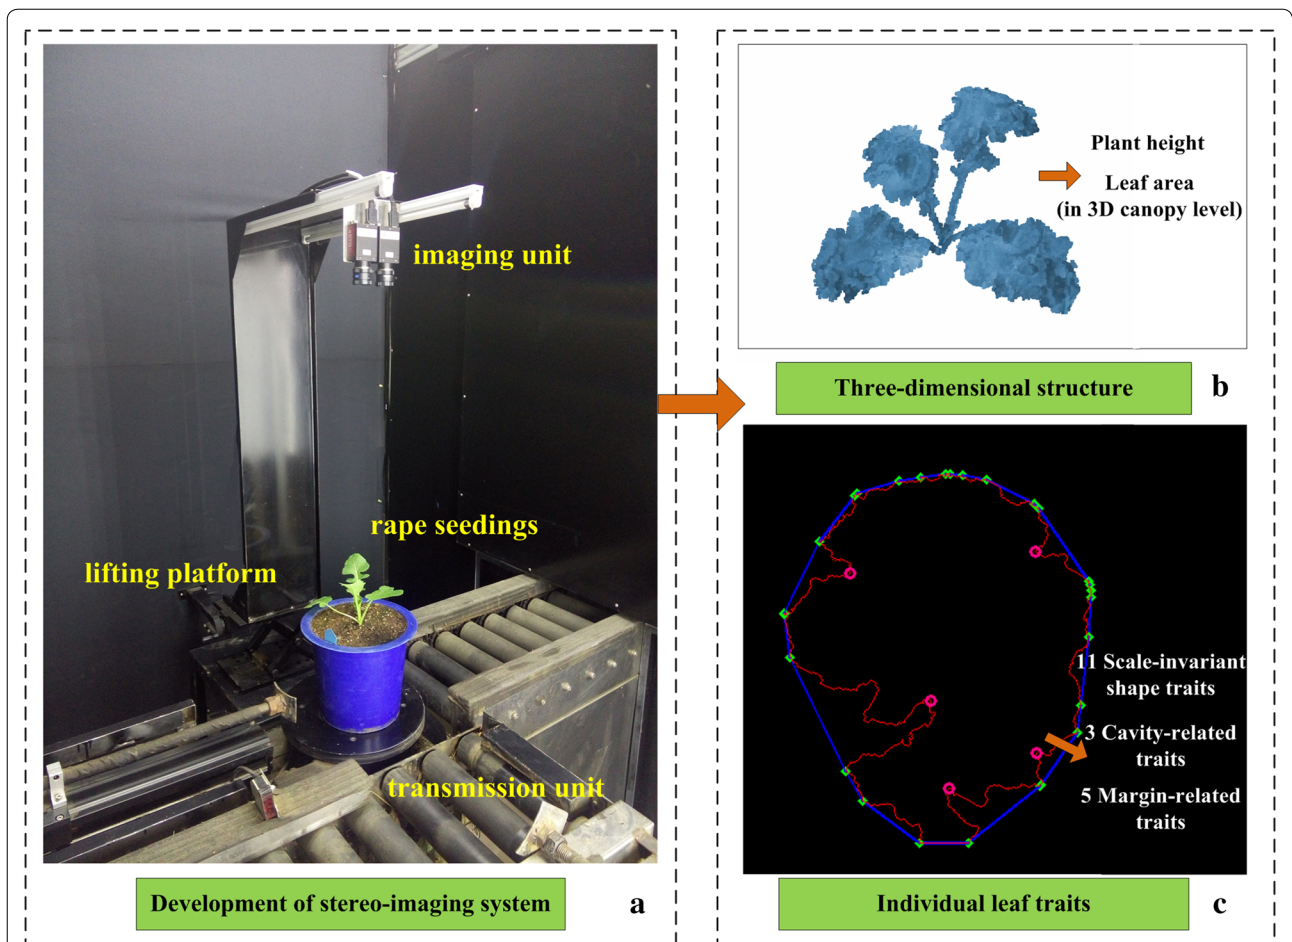 imaging unit
rape seedings
lifting platform
transmission unit
Development of stereo-imaging system
a
Plant height
Leaf area
(in 3D canopy level)
Three-dimensional structure
b
11 Scale-invariant
shape traits
3 Cavity-related
traits
5 Margin-related
traits
Individual leaf traits
c